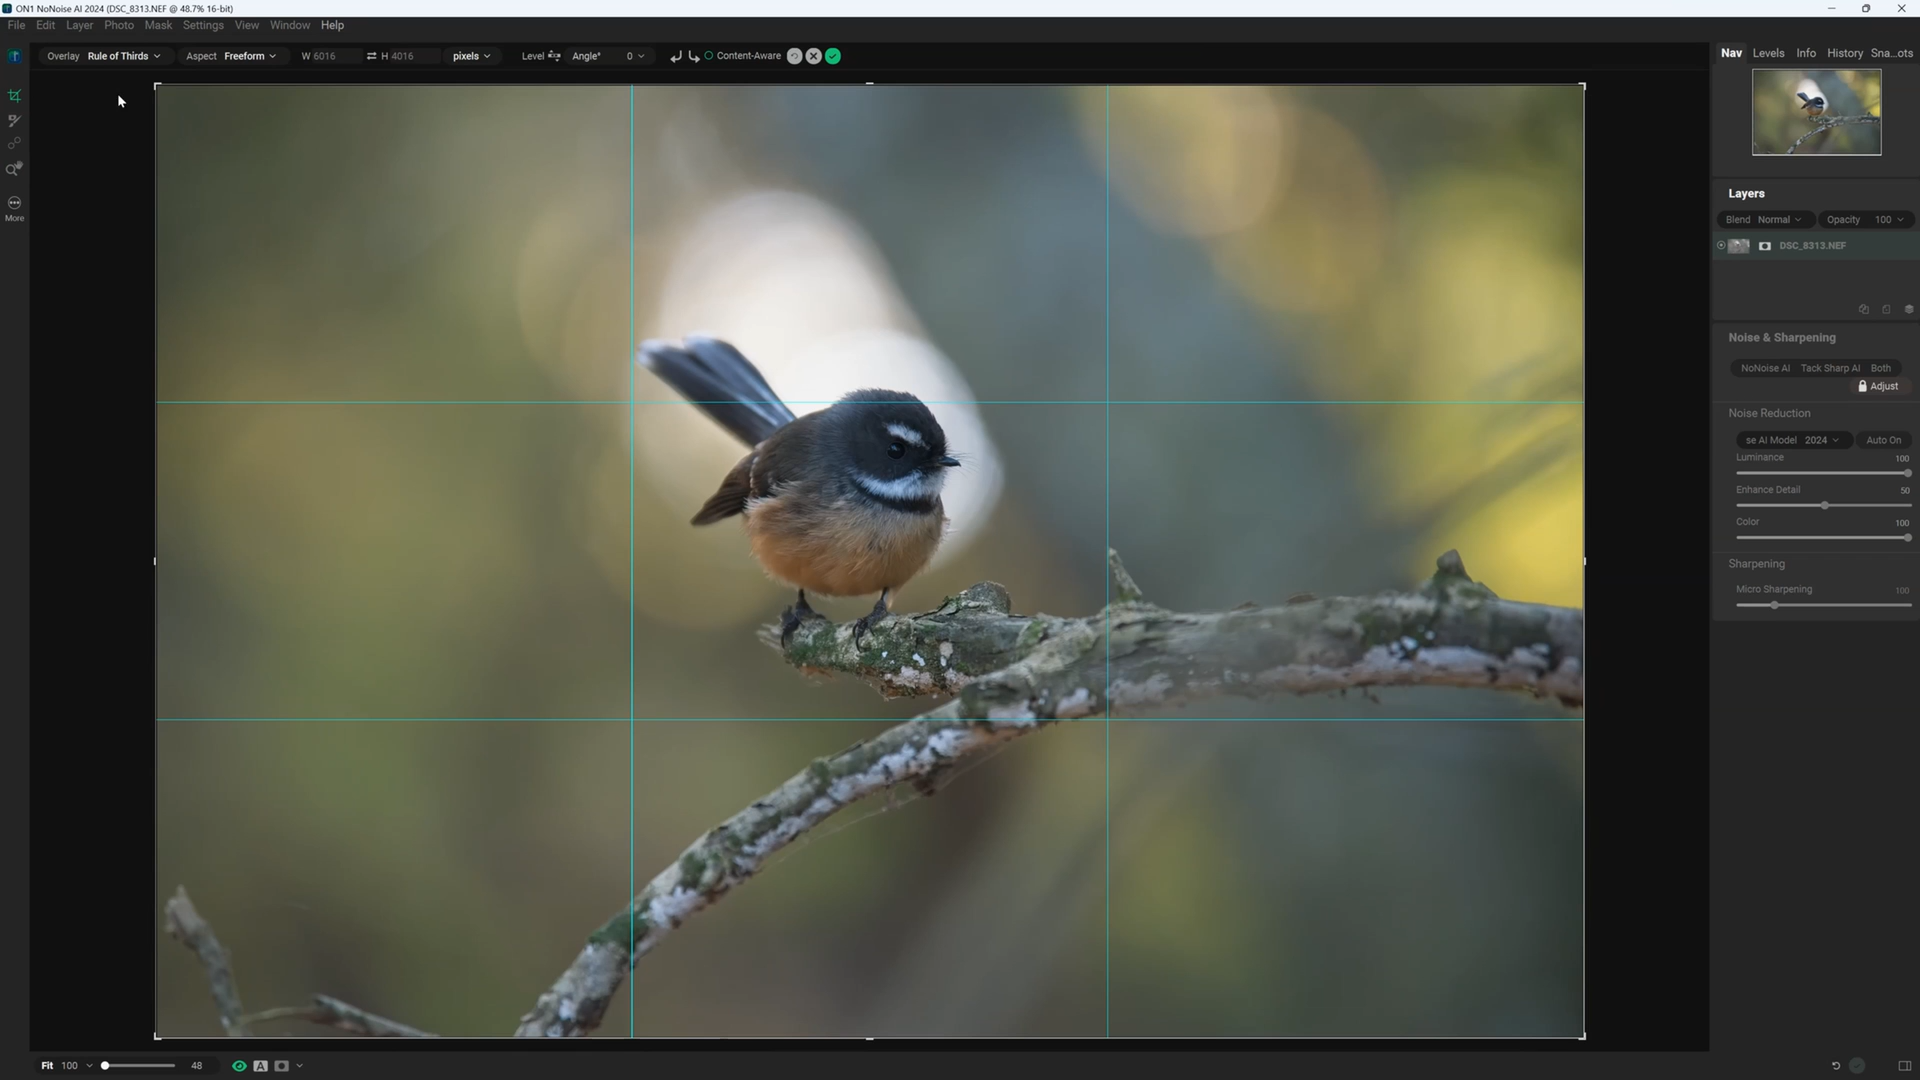 ON1 NoNoise AI 2024 (DSC_8313.NEF @ 48.7% 16-bit)
File Edit Layer Photo Mask Settings View Window Help
Overlay Rule of Thirds Aspect Freeform W 6016 H 4016 pixels Level Angle° 0 Content-Aware
Nav Levels Info History Sna...ots
More
Layers
Blend Normal Opacity 100
DSC_8313.NEF
Noise & Sharpening
NoNoise AI Tack Sharp AI Both
Adjust
Noise Reduction
se AI Model 2024 Auto On
Luminance 100
Enhance Detail 50
Color 100
Sharpening
Micro Sharpening 100
Fit 100 48 A